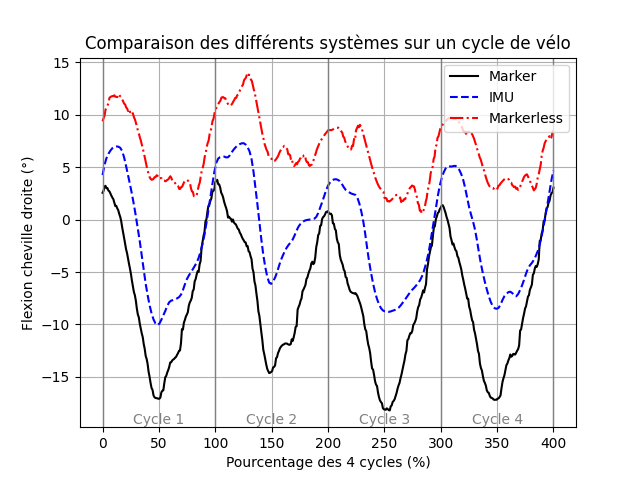 Comparaison des différents systèmes sur un cycle de vélo
15
10
5
0
−5
−10
−15
Flexion cheville droite (°)
Marker
IMU
Markerless
Cycle 1 Cycle 2 Cycle 3 Cycle 4
0 50 100 150 200 250 300 350 400
Pourcentage des 4 cycles (%)